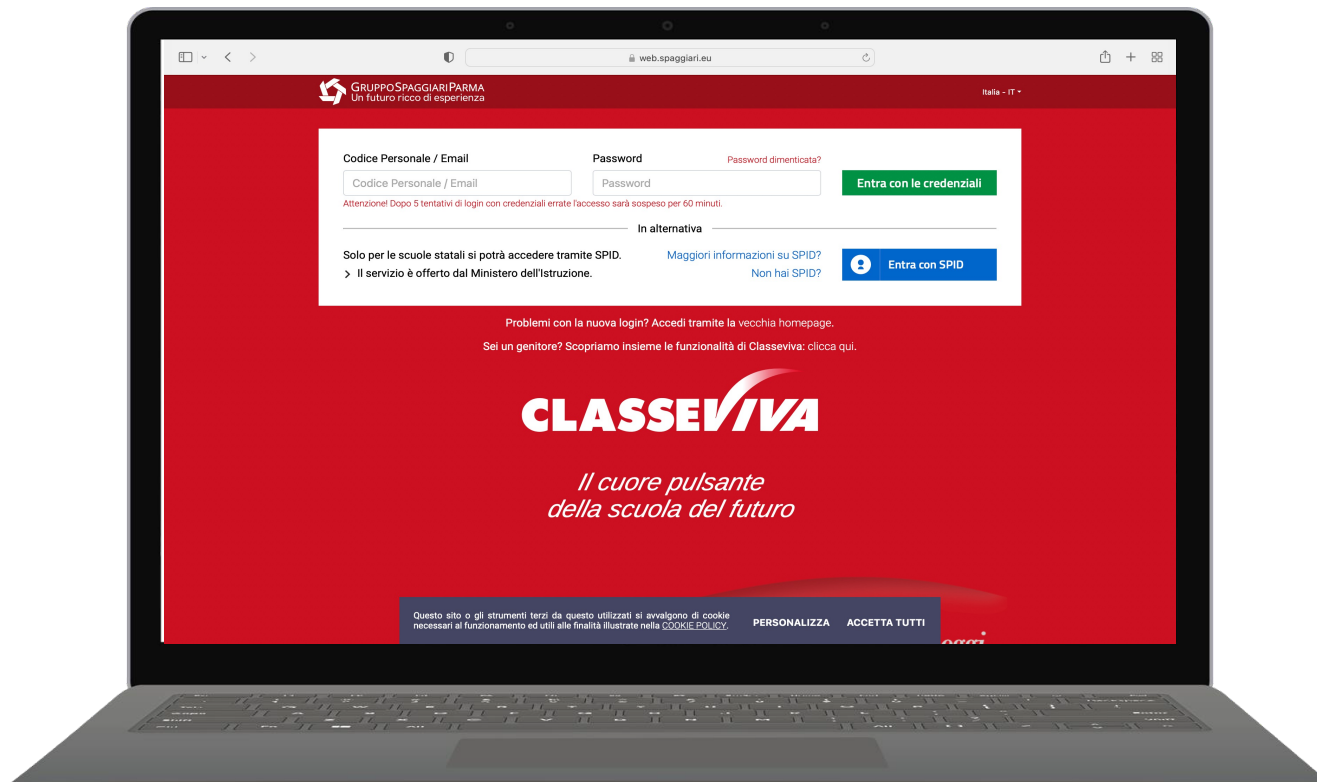 web.spaggiari.eu
GRUPPOSPAGGIARIPARMA
Un futuro ricco di esperienza
Italia - IT
Codice Personale / Email
Password
Password dimenticata?
Codice Personale / Email
Password
Entra con le credenziali
Attenzione! Dopo 5 tentativi di login con credenziali errate l'accesso sarà sospeso per 60 minuti.
In alternativa
Solo per le scuole statali si potrà accedere tramite SPID.
Maggiori informazioni su SPID?
Il servizio è offerto dal Ministero dell'Istruzione.
Non hai SPID?
Entra con SPID
Problemi con la nuova login? Accedi tramite la vecchia homepage.
Sei un genitore? Scopriamo insieme le funzionalità di Classeviva: clicca qui.
CLASSEVIVA
Il cuore pulsante
della scuola del futuro
Questo sito o gli strumenti terzi da questo utilizzati si avvalgono di cookie
necessari al funzionamento ed utili alle finalità illustrate nella COOKIE POLICY.
PERSONALIZZA
ACCETTA TUTTI
oggi